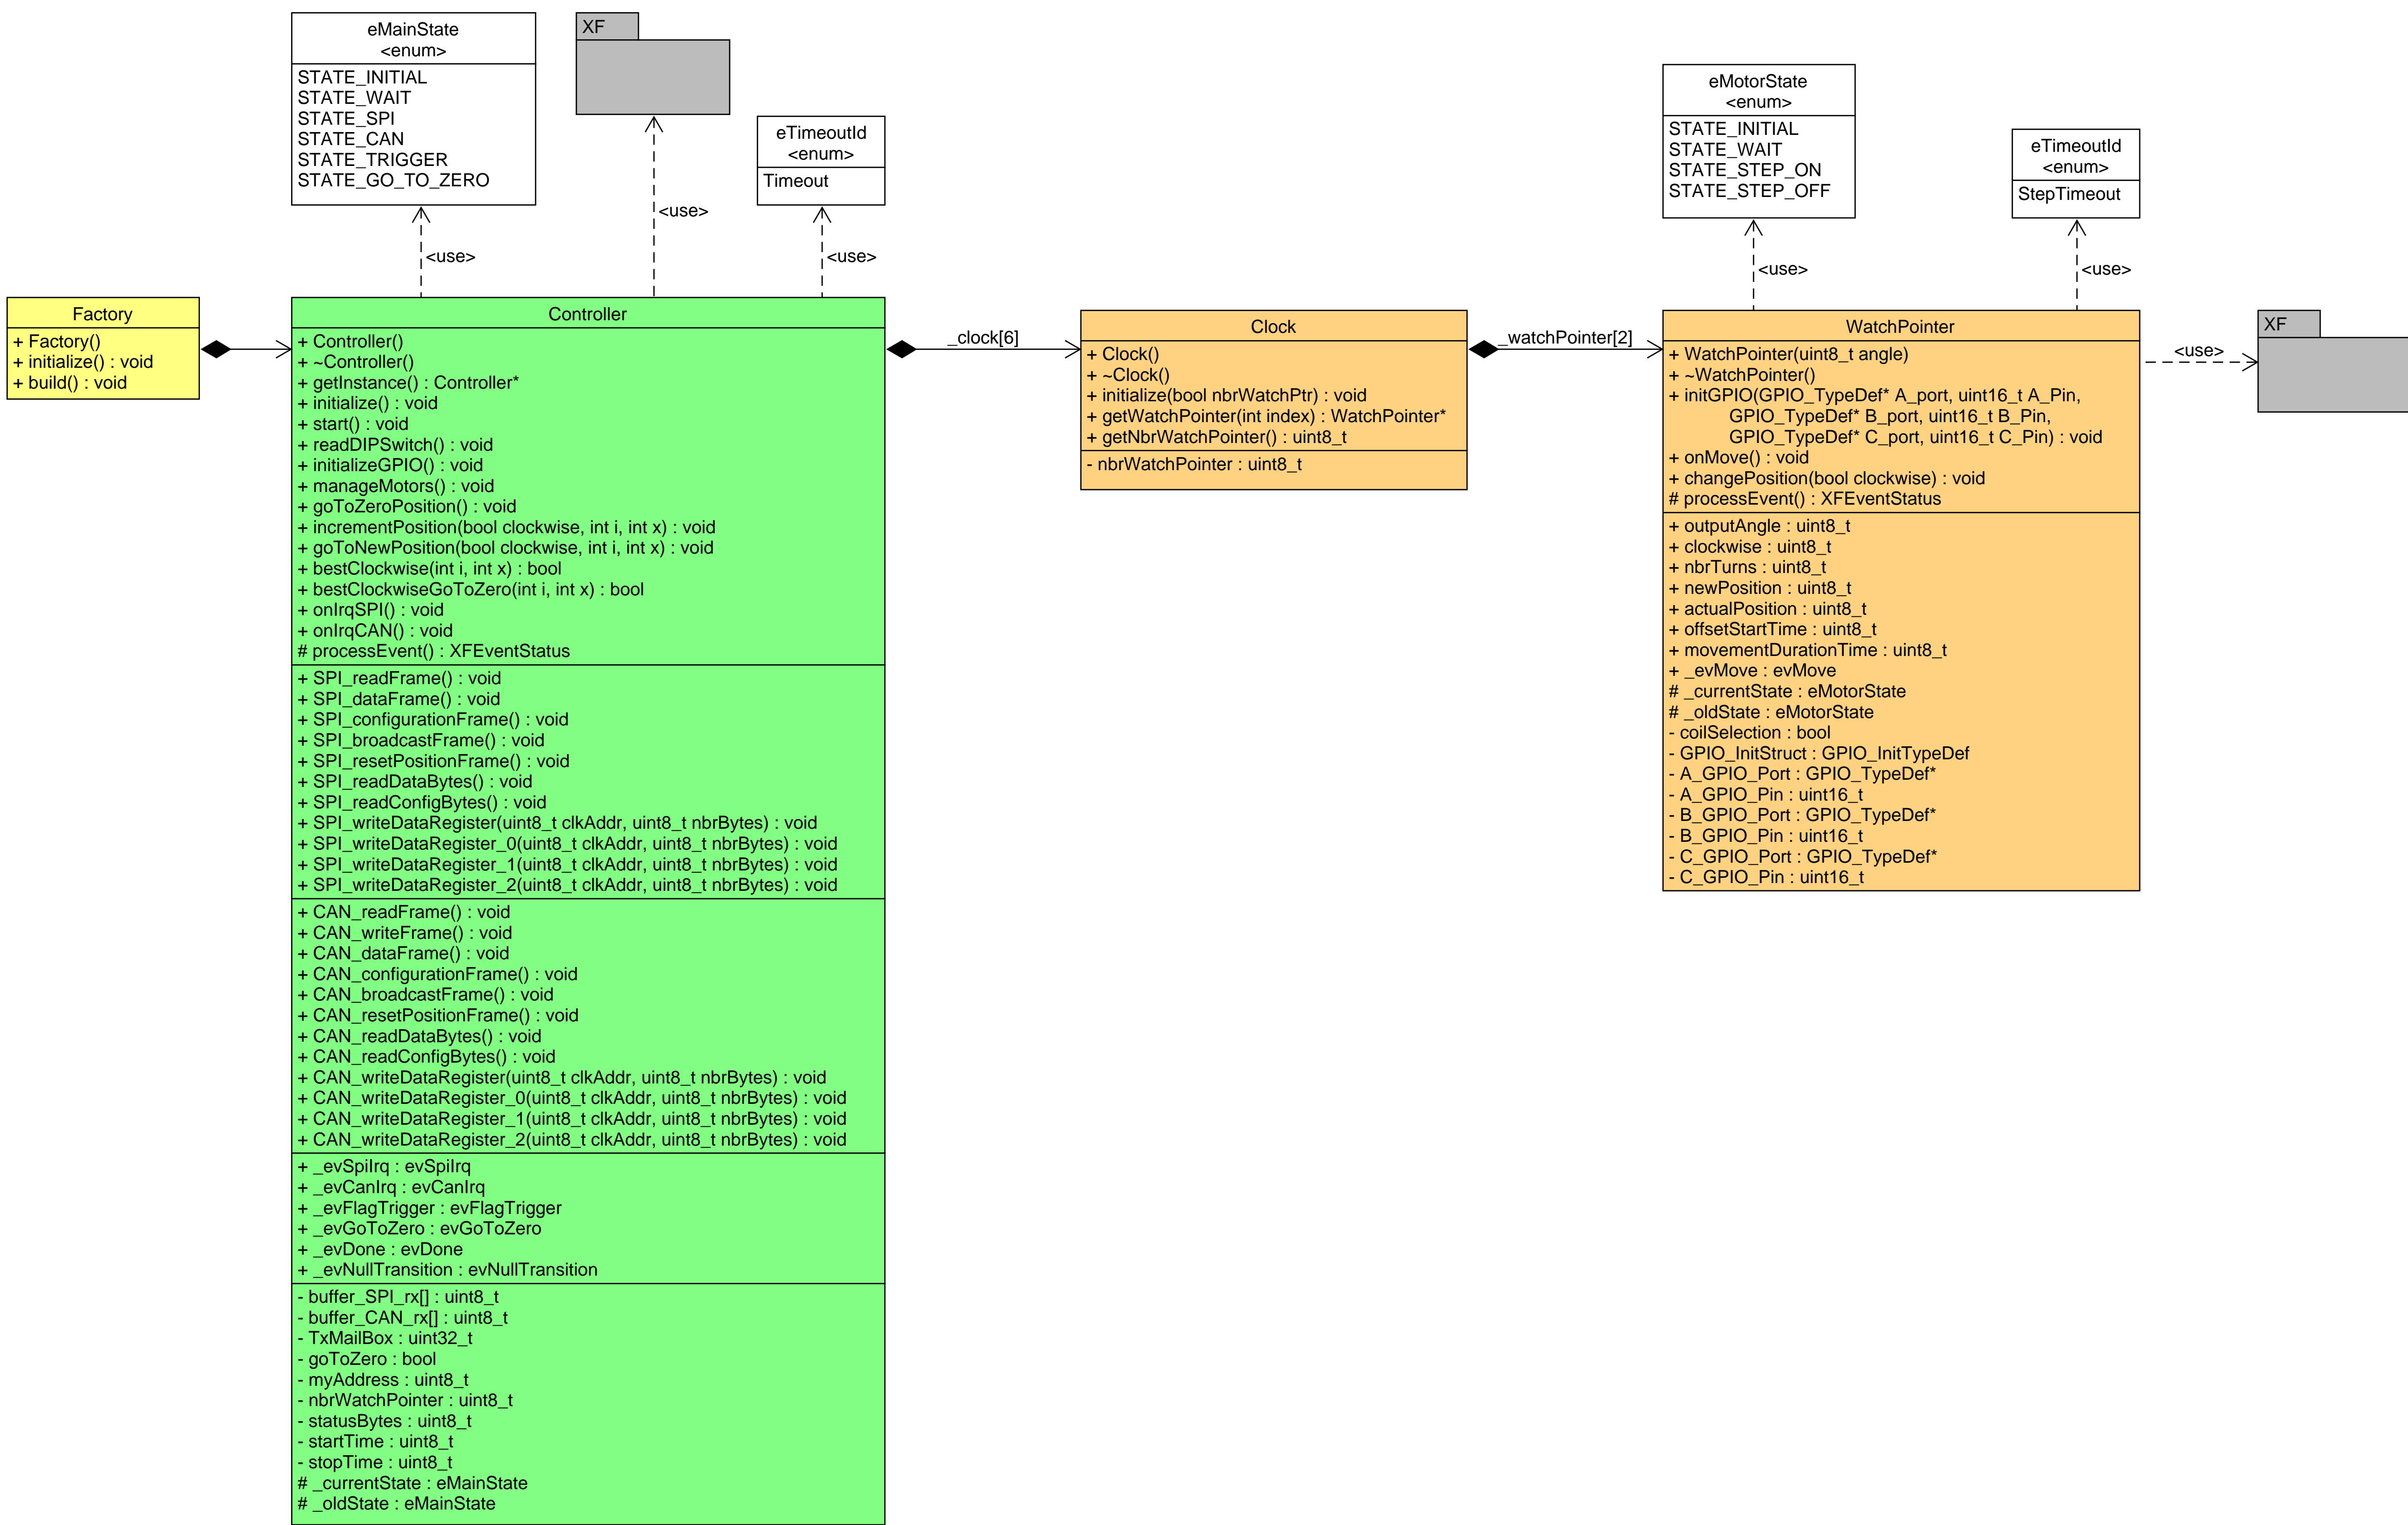 eMainState
<enum>
STATE_INITIAL
STATE_WAIT
STATE_SPI
STATE_CAN
STATE_TRIGGER
STATE_GO_TO_ZERO
XF
eTimeoutId
<enum>
Timeout
<use>
<use>
<use>
eMotorState
<enum>
STATE_INITIAL
STATE_WAIT
STATE_STEP_ON
STATE_STEP_OFF
eTimeoutId
<enum>
StepTimeout
<use>
<use>
Factory
+ Factory()
+ initialize() : void
+ build() : void
Controller
+ Controller()
+ ~Controller()
+ getInstance() : Controller*
+ initialize() : void
+ start() : void
+ readDIPSwitch() : void
+ initializeGPIO() : void
+ manageMotors() : void
+ goToZeroPosition() : void
+ incrementPosition(bool clockwise, int i, int x) : void
+ goToNewPosition(bool clockwise, int i, int x) : void
+ bestClockwise(int i, int x) : bool
+ bestClockwiseGoToZero(int i, int x) : bool
+ onIrqSPI() : void
+ onIrqCAN() : void
# processEvent() : XFEventStatus
+ SPI_readFrame() : void
+ SPI_dataFrame() : void
+ SPI_configurationFrame() : void
+ SPI_broadcastFrame() : void
+ SPI_resetPositionFrame() : void
+ SPI_readDataBytes() : void
+ SPI_readConfigBytes() : void
+ SPI_writeDataRegister(uint8_t clkAddr, uint8_t nbrBytes) : void
+ SPI_writeDataRegister_0(uint8_t clkAddr, uint8_t nbrBytes) : void
+ SPI_writeDataRegister_1(uint8_t clkAddr, uint8_t nbrBytes) : void
+ SPI_writeDataRegister_2(uint8_t clkAddr, uint8_t nbrBytes) : void
+ CAN_readFrame() : void
+ CAN_writeFrame() : void
+ CAN_dataFrame() : void
+ CAN_configurationFrame() : void
+ CAN_broadcastFrame() : void
+ CAN_resetPositionFrame() : void
+ CAN_readDataBytes() : void
+ CAN_readConfigBytes() : void
+ CAN_writeDataRegister(uint8_t clkAddr, uint8_t nbrBytes) : void
+ CAN_writeDataRegister_0(uint8_t clkAddr, uint8_t nbrBytes) : void
+ CAN_writeDataRegister_1(uint8_t clkAddr, uint8_t nbrBytes) : void
+ CAN_writeDataRegister_2(uint8_t clkAddr, uint8_t nbrBytes) : void
+ _evSpiIrq : evSpiIrq
+ _evCanIrq : evCanIrq
+ _evFlagTrigger : evFlagTrigger
+ _evGoToZero : evGoToZero
+ _evDone : evDone
+ _evNullTransition : evNullTransition
- buffer_SPI_rx[] : uint8_t
- buffer_CAN_rx[] : uint8_t
- TxMailBox : uint32_t
- goToZero : bool
- myAddress : uint8_t
- nbrWatchPointer : uint8_t
- statusBytes : uint8_t
- startTime : uint8_t
- stopTime : uint8_t
# _currentState : eMainState
# _oldState : eMainState
_clock[6]
Clock
+ Clock()
+ ~Clock()
+ initialize(bool nbrWatchPtr) : void
+ getWatchPointer(int index) : WatchPointer*
+ getNbrWatchPointer() : uint8_t
- nbrWatchPointer : uint8_t
_watchPointer[2]
WatchPointer
+ WatchPointer(uint8_t angle)
+ ~WatchPointer()
+ initGPIO(GPIO_TypeDef* A_port, uint16_t A_Pin,
GPIO_TypeDef* B_port, uint16_t B_Pin,
GPIO_TypeDef* C_port, uint16_t C_Pin) : void
+ onMove() : void
+ changePosition(bool clockwise) : void
# processEvent() : XFEventStatus
+ outputAngle : uint8_t
+ clockwise : uint8_t
+ nbrTurns : uint8_t
+ newPosition : uint8_t
+ actualPosition : uint8_t
+ offsetStartTime : uint8_t
+ movementDurationTime : uint8_t
+ _evMove : evMove
# _currentState : eMotorState
# _oldState : eMotorState
- coilSelection : bool
- GPIO_InitStruct : GPIO_InitTypeDef
- A_GPIO_Port : GPIO_TypeDef*
- A_GPIO_Pin : uint16_t
- B_GPIO_Port : GPIO_TypeDef*
- B_GPIO_Pin : uint16_t
- C_GPIO_Port : GPIO_TypeDef*
- C_GPIO_Pin : uint16_t
<use>
XF